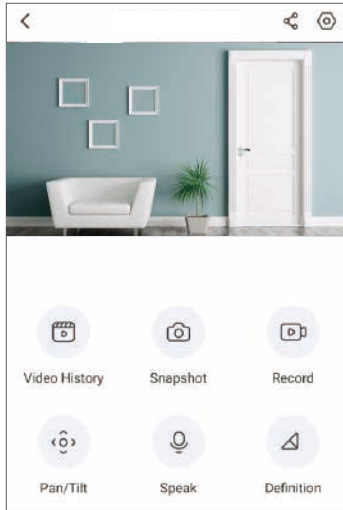 Video History
Snapshot
Record
Pan/Tilt
Speak
Definition